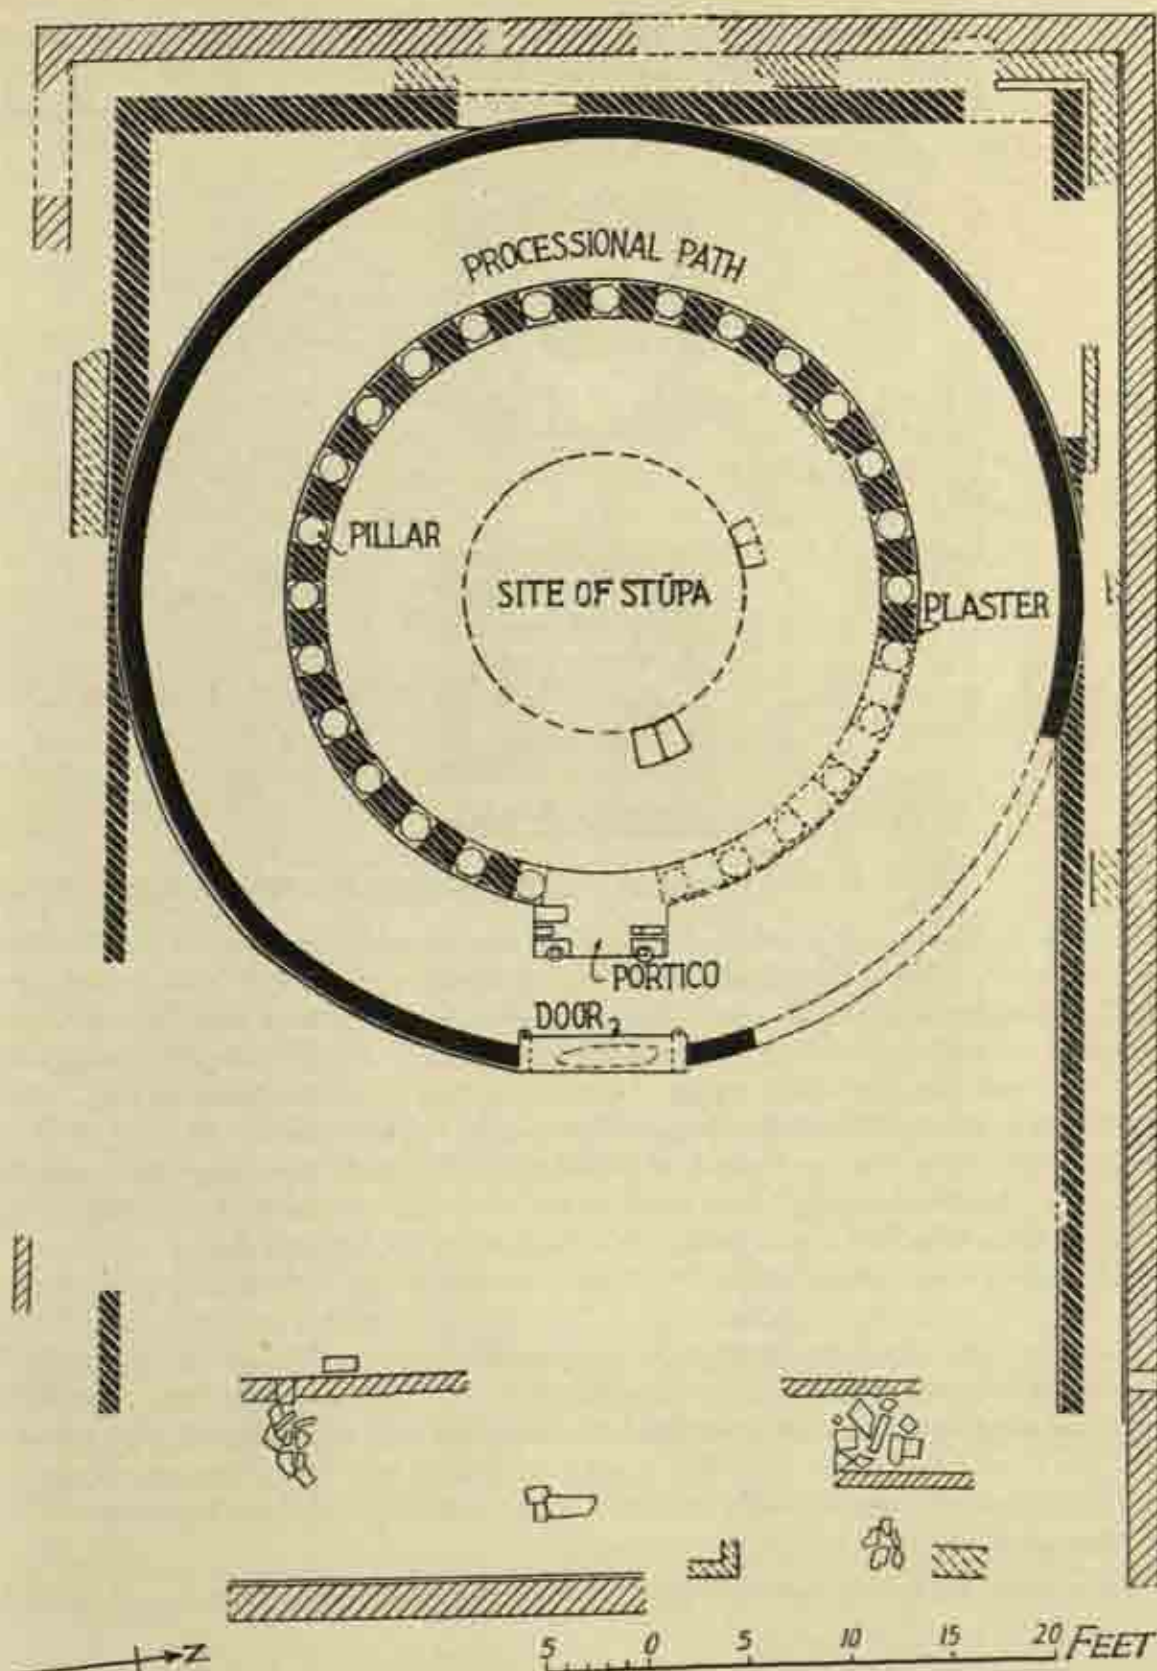 PROCESSIONAL PATH
PILLAR
SITE OF STŪPA
PLASTER
PORTICO
DOOR
N
5 0 5 10 15 20 FEET